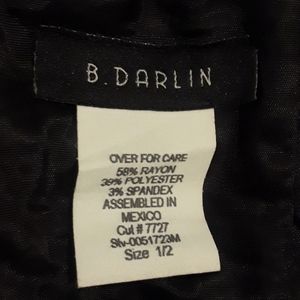 B.DARLIN
OVER FOR CARE
58% RAYON
39% POLYESTER
3% SPANDEX
ASSEMBLED IN
MEXICO
Cut # 7727
Slv-0051723M
Size 1/2